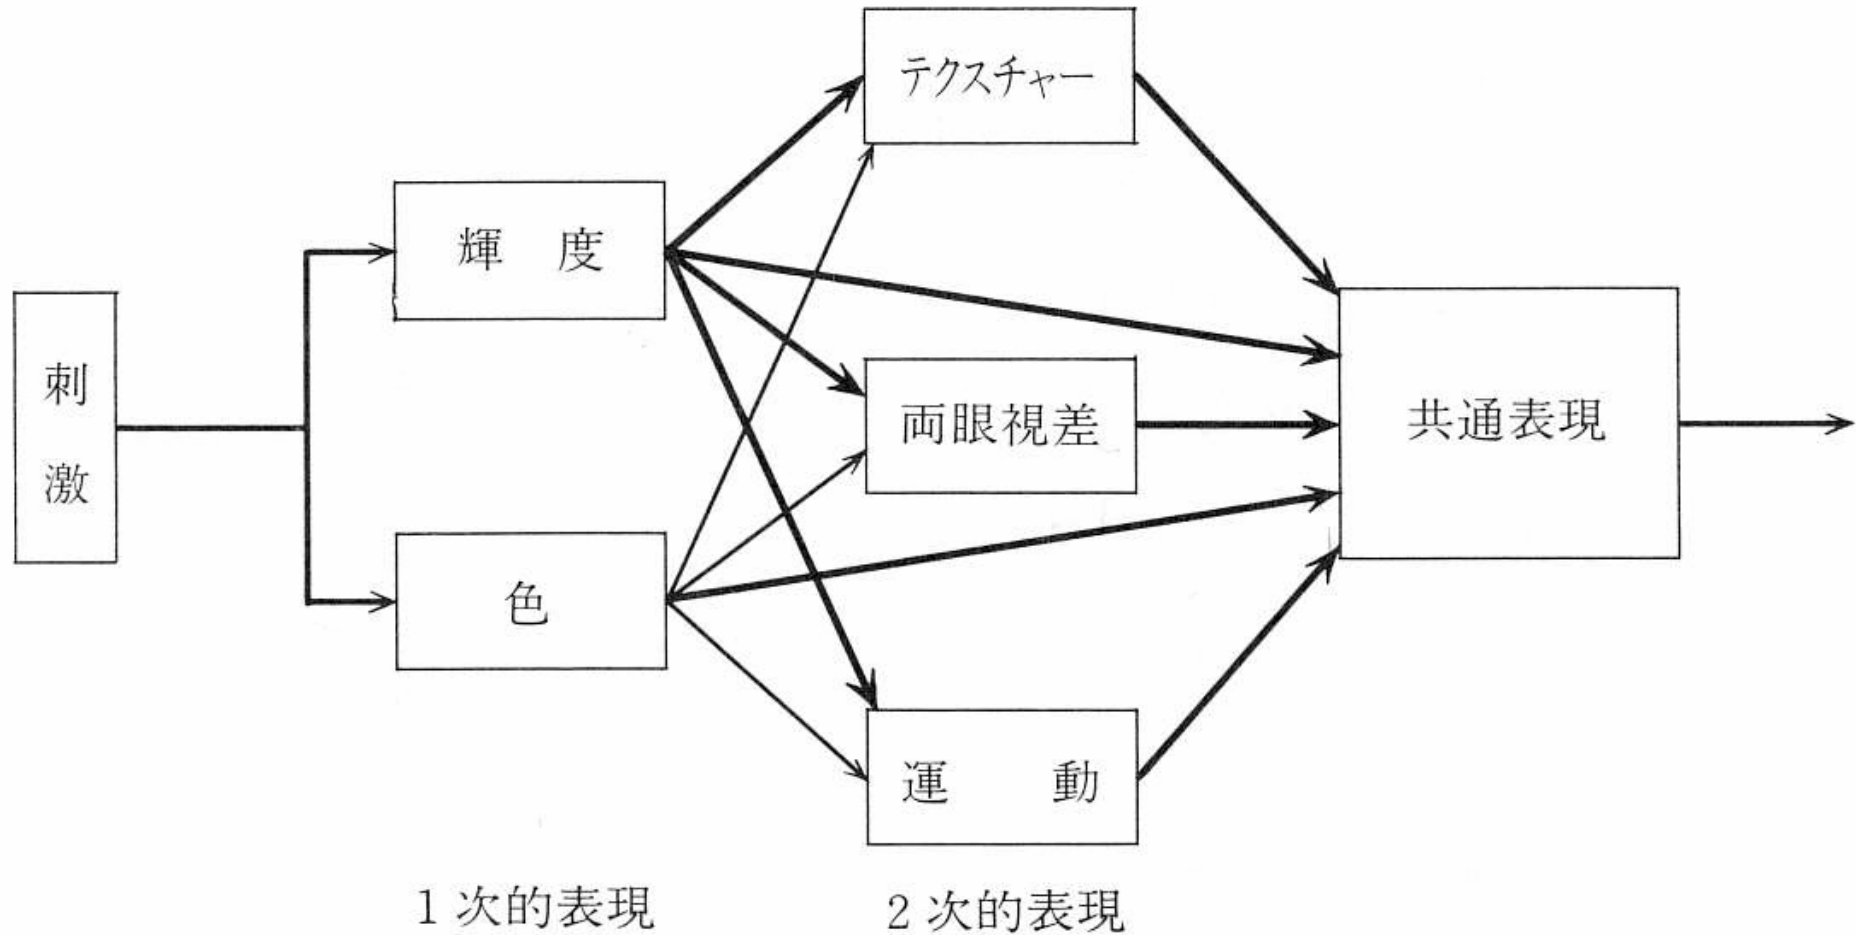 テクスチャー
輝度
刺激
両眼視差
共通表現
色
運動
1次的表現
2次的表現